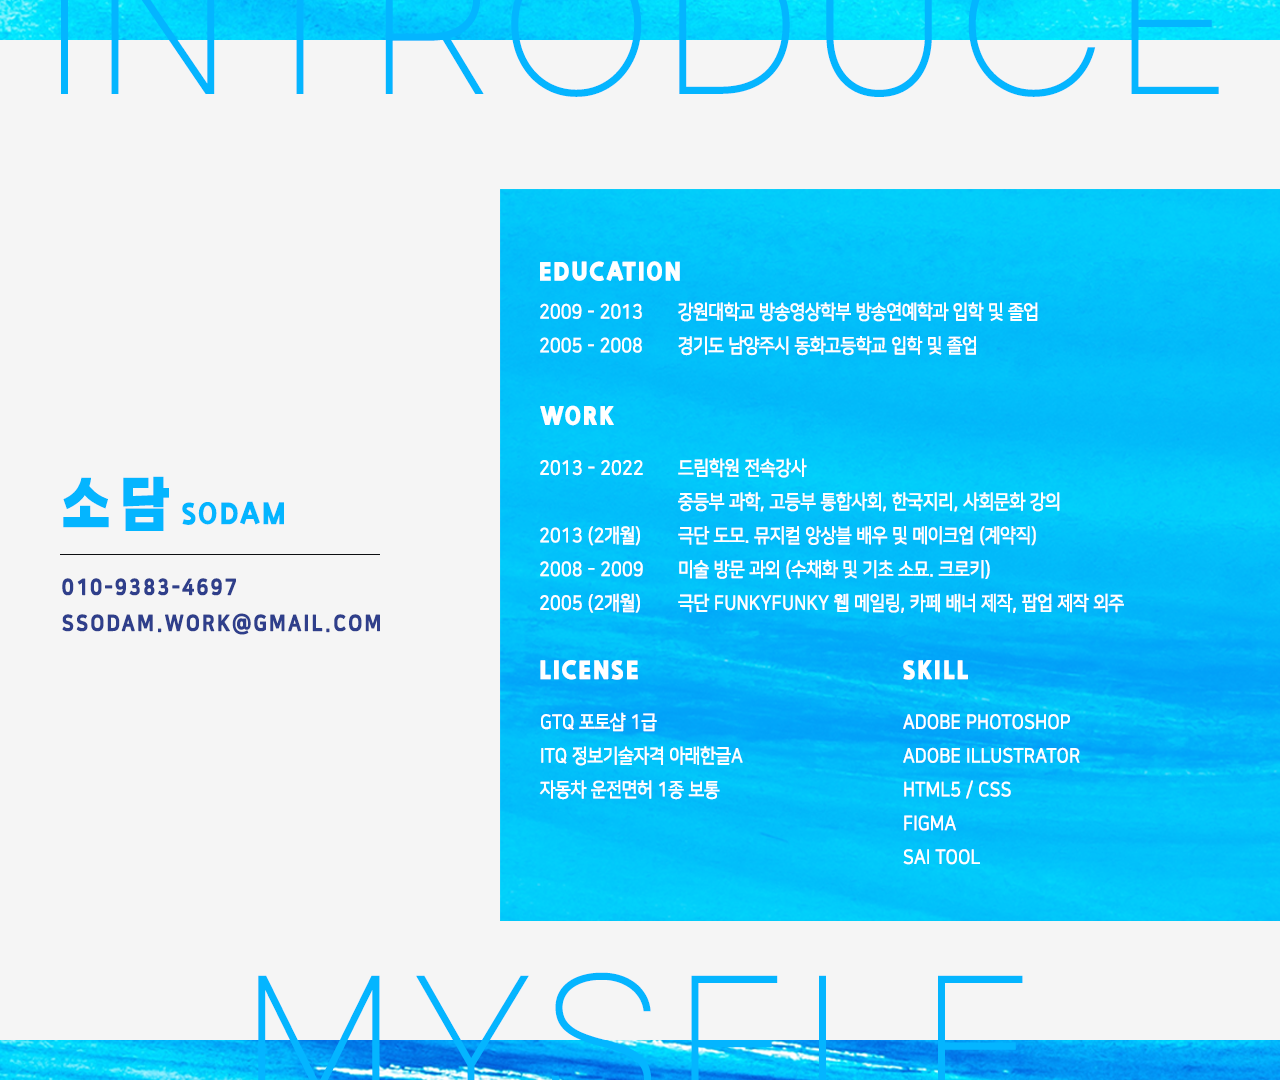 INTRODUCE
소담 SODAM
010-9383-4697
SSODAM.WORK@GMAIL.COM
EDUCATION
2009 - 2013 강원대학교 방송영상학부 방송연예학과 입학 및 졸업
2005 - 2008 경기도 남양주시 동화고등학교 입학 및 졸업
WORK
2013 - 2022 드림학원 전속강사
중등부 과학, 고등부 통합사회, 한국지리, 사회문화 강의
2013 (2개월) 극단 도모. 뮤지컬 앙상블 배우 및 메이크업 (계약직)
2008 - 2009 미술 방문 과외 (수채화 및 기초 소묘. 크로키)
2005 (2개월) 극단 FUNKYFUNKY 웹 메일링, 카페 배너 제작, 팝업 제작 외주
LICENSE
GTQ 포토샵 1급
ITQ 정보기술자격 아래한글A
자동차 운전면허 1종 보통
SKILL
ADOBE PHOTOSHOP
ADOBE ILLUSTRATOR
HTML5 / CSS
FIGMA
SAI TOOL
MYSELF